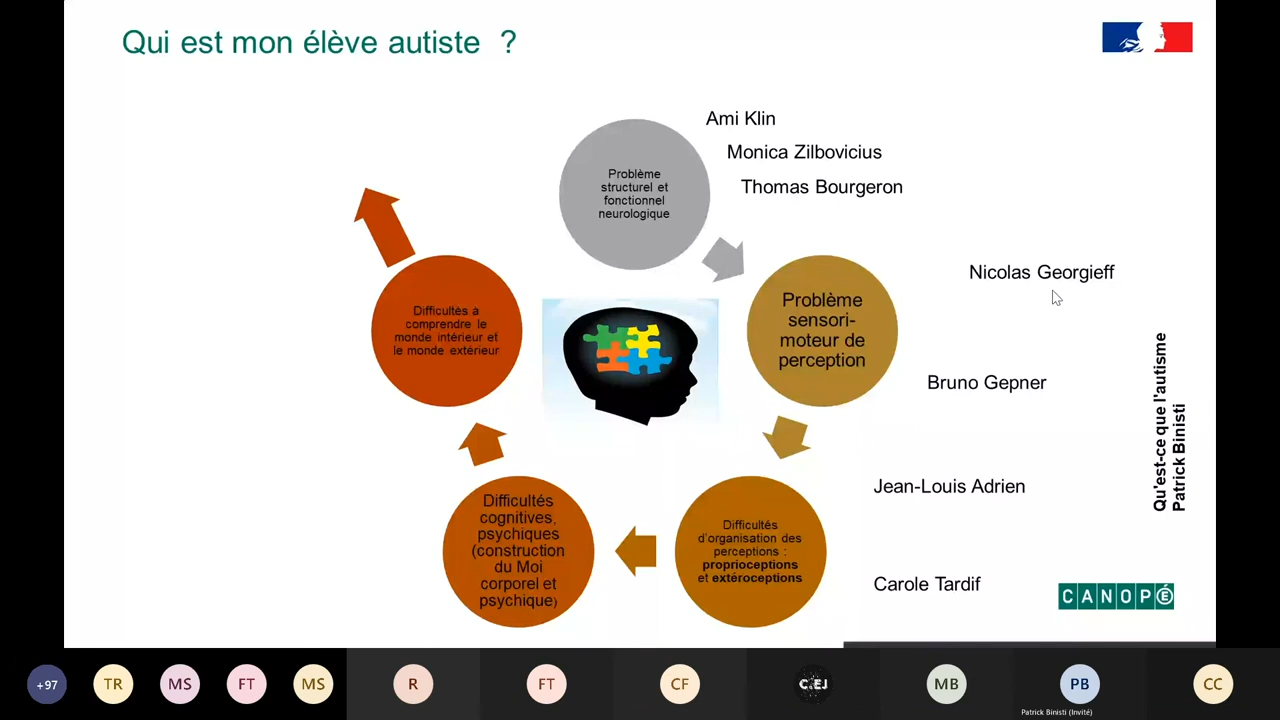 Qui est mon élève autiste ?
Ami Klin
Monica Zilbovicius
Thomas Bourgeron
Problème
structurel et
fonctionnel
neurologique
Nicolas Georgieff
Problème
sensori-
moteur de
perception
Difficultés à
comprendre le
monde intérieur et
le monde extérieur
Bruno Gepner
Qu'est-ce que l'autisme
Patrick Binisti
Jean-Louis Adrien
Difficultés
cognitives,
psychiques
(construction
du Moi
corporel et
psychique)
Difficultés
d'organisation des
perceptions :
proprioceptions
et extéroceptions
Carole Tardif
CANOPÉ
+97
TR
MS
FT
MS
R
FT
CF
MB
PB
CC
Patrick Binisti (Invité)